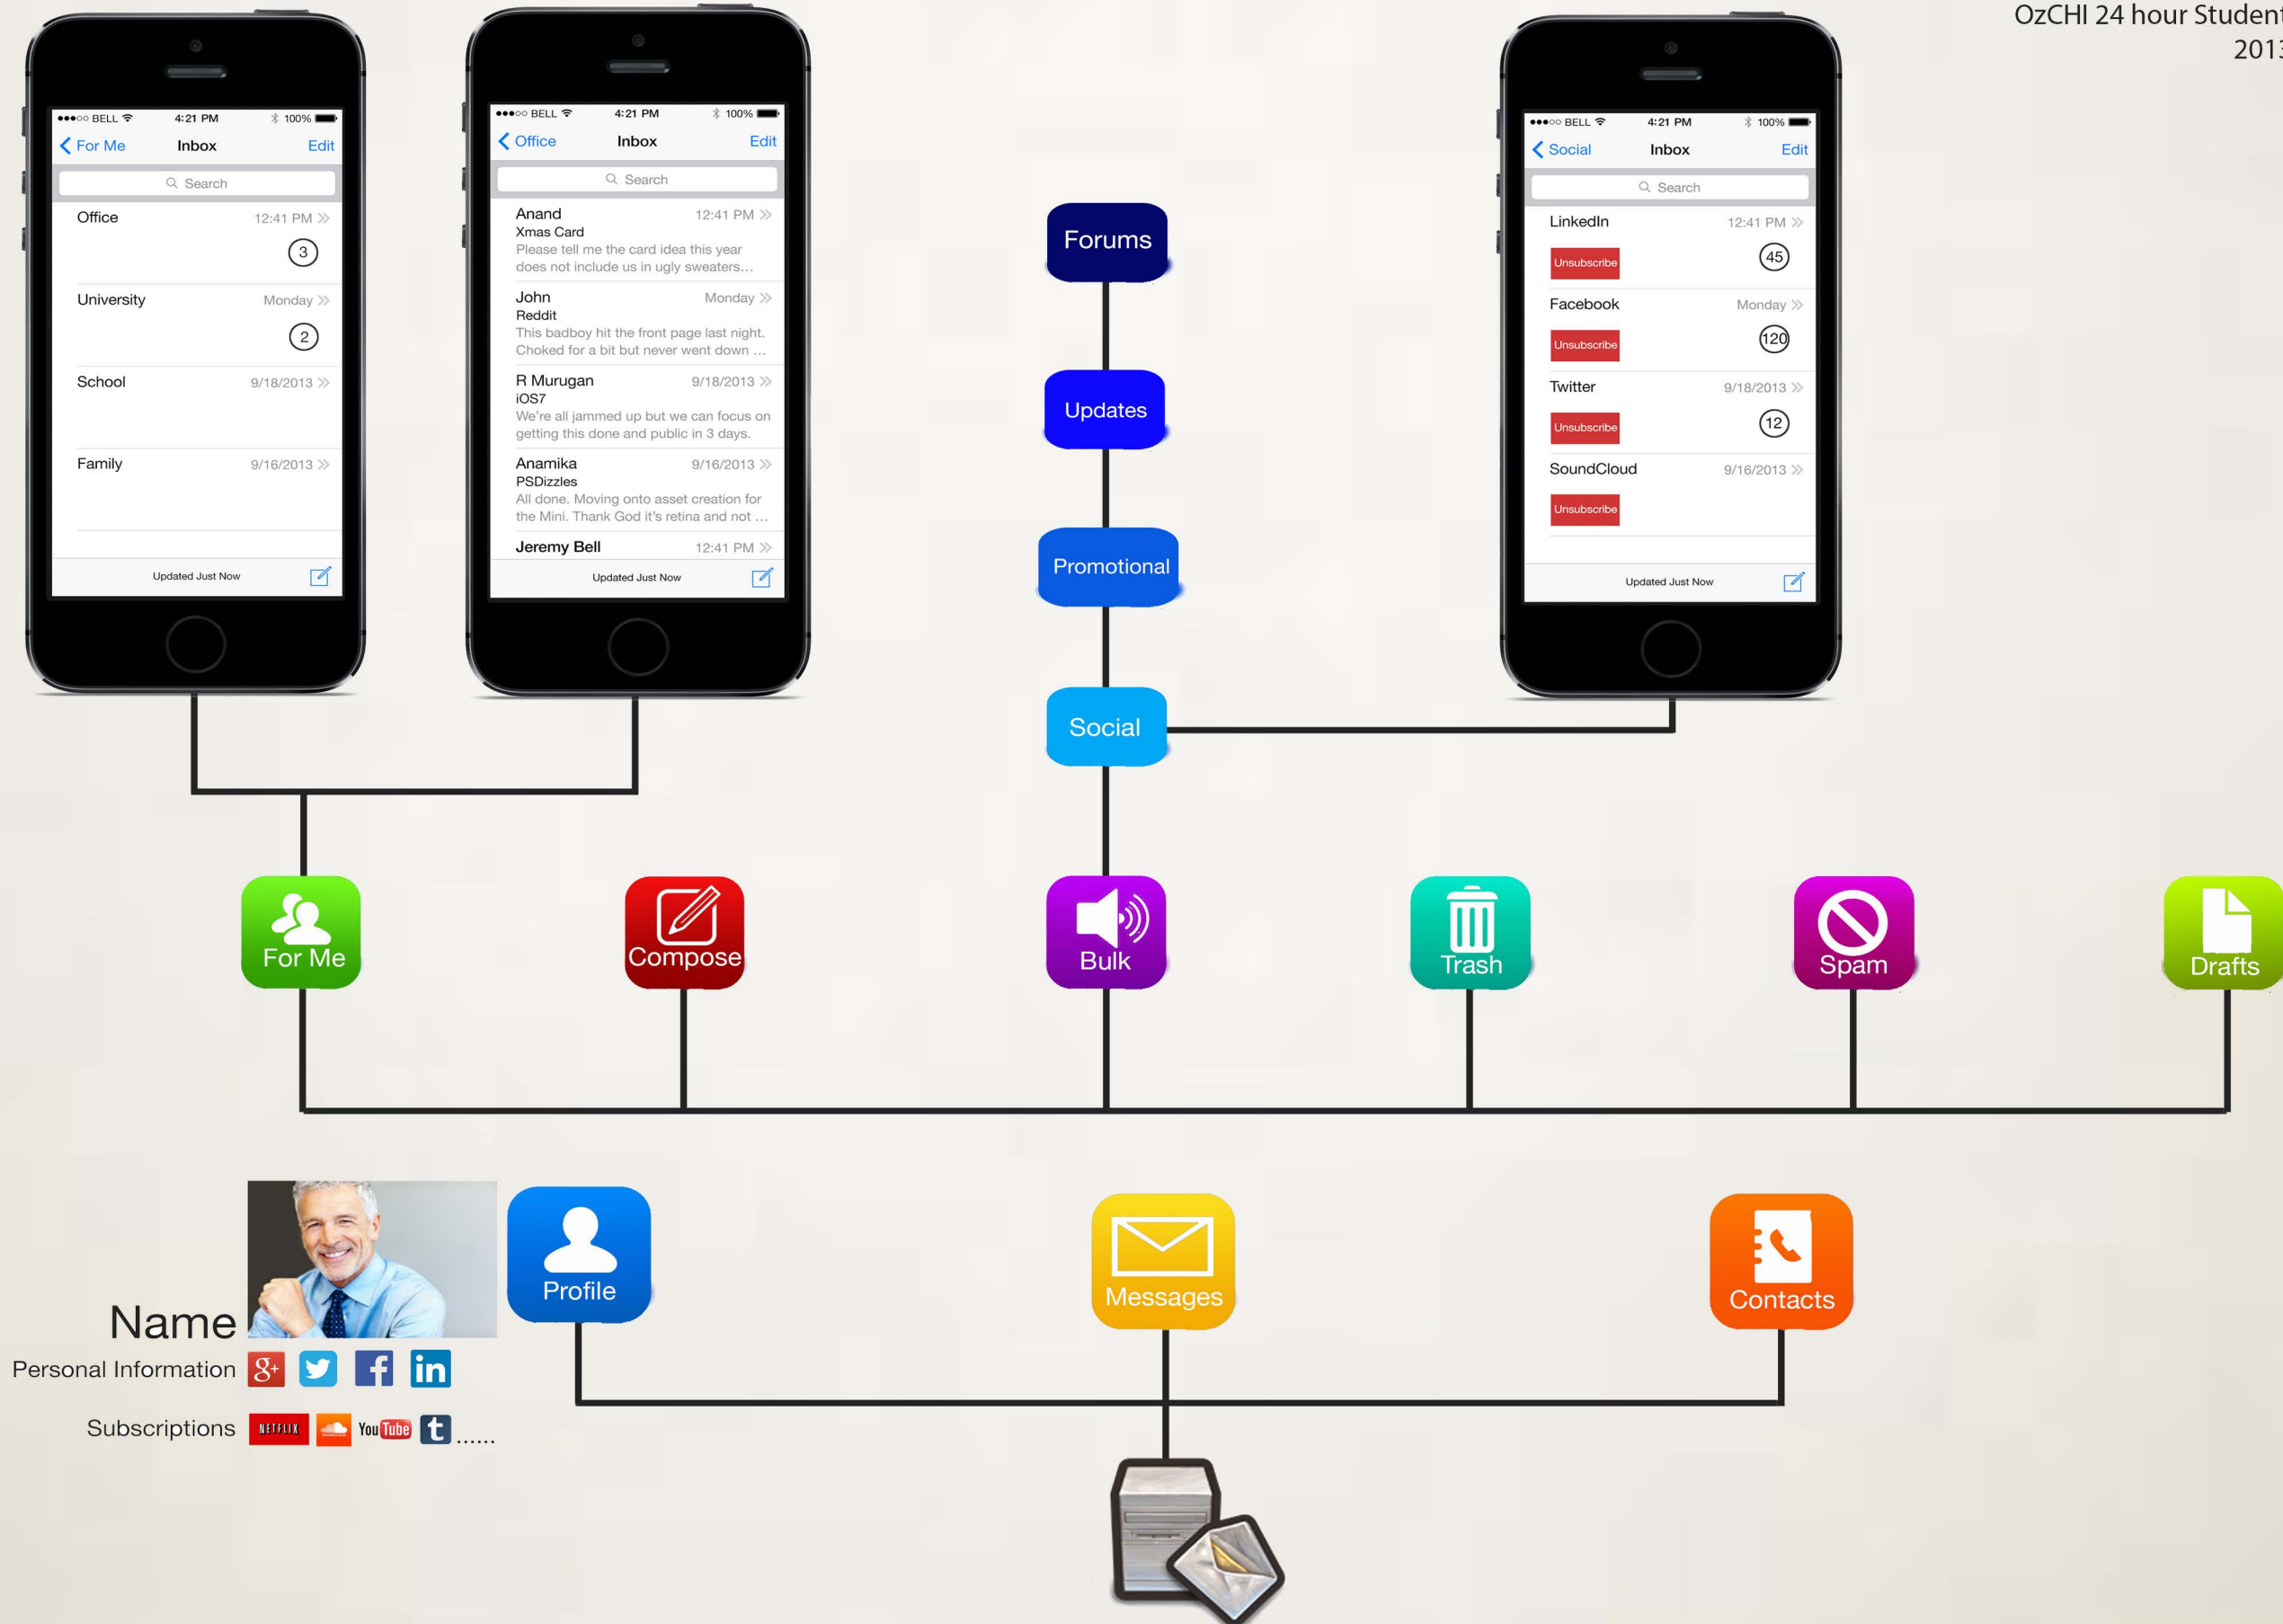 OzCHI 24 hour Student
2013
●●●○○ BELL 4:21 PM 100%
For Me Inbox Edit
Search
Office 12:41 PM
3
University Monday
2
School 9/18/2013
Family 9/16/2013
Updated Just Now
●●●○○ BELL 4:21 PM 100%
Office Inbox Edit
Search
Anand 12:41 PM
Xmas Card
Please tell me the card idea this year
does not include us in ugly sweaters...
John Monday
Reddit
This badboy hit the front page last night.
Choked for a bit but never went down ...
R Murugan 9/18/2013
iOS7
We're all jammed up but we can focus on
getting this done and public in 3 days.
Anamika 9/16/2013
PSDizzles
All done. Moving onto asset creation for
the Mini. Thank God it's retina and not ...
Jeremy Bell 12:41 PM
Updated Just Now
Forums
Updates
Promotional
Social
●●●○○ BELL 4:21 PM 100%
Social Inbox Edit
Search
LinkedIn 12:41 PM
Unsubscribe 45
Facebook Monday
Unsubscribe 120
Twitter 9/18/2013
Unsubscribe 12
SoundCloud 9/16/2013
Unsubscribe
Updated Just Now
For Me
Compose
Bulk
Trash
Spam
Drafts
Name
Profile
Messages
Contacts
Personal Information g+ f in
Subscriptions NETFLIX YouTube t ......